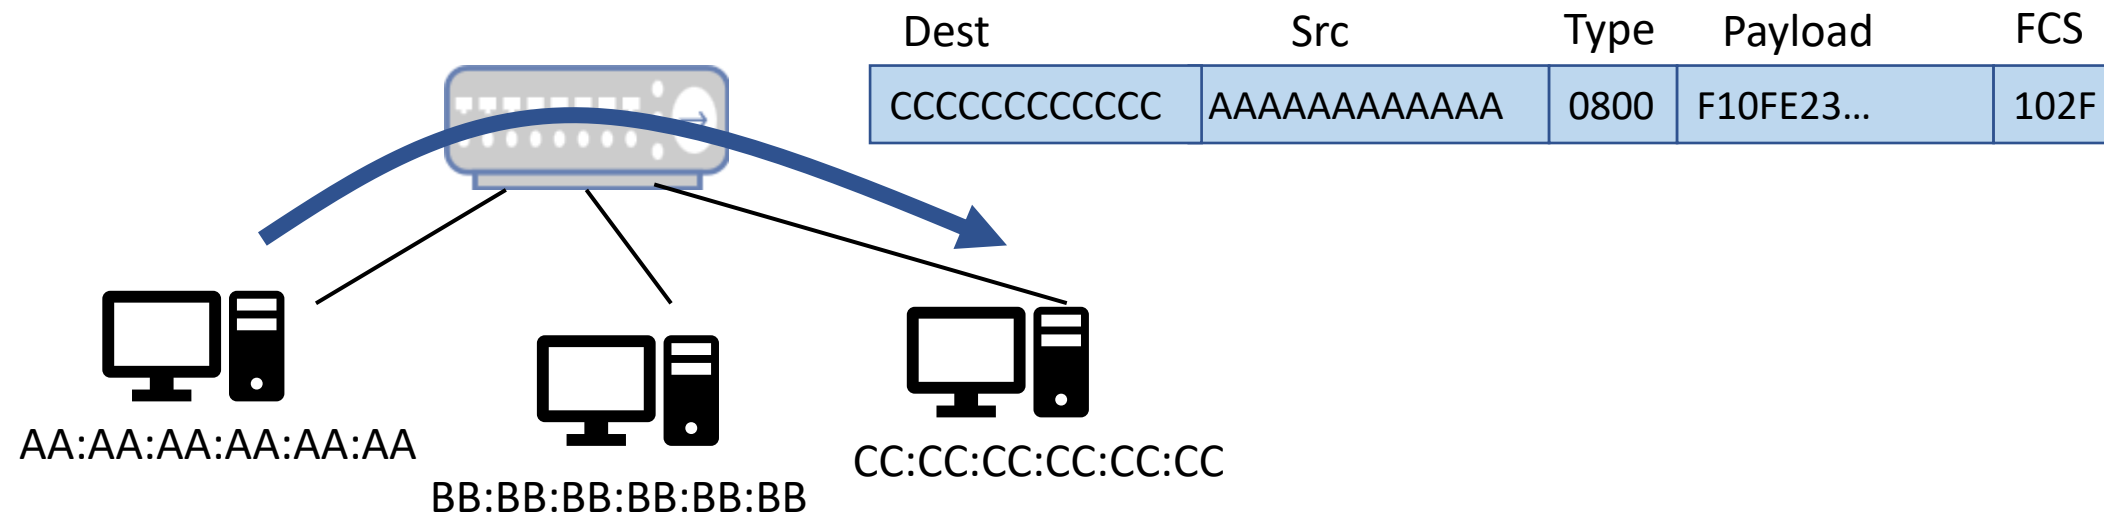 Dest Src Type Payload FCS
CCCCCCCCCCCC AAAAAAAAAAAA 0800 F10FE23... 102F
AA:AA:AA:AA:AA:AA
BB:BB:BB:BB:BB:BB
CC:CC:CC:CC:CC:CC